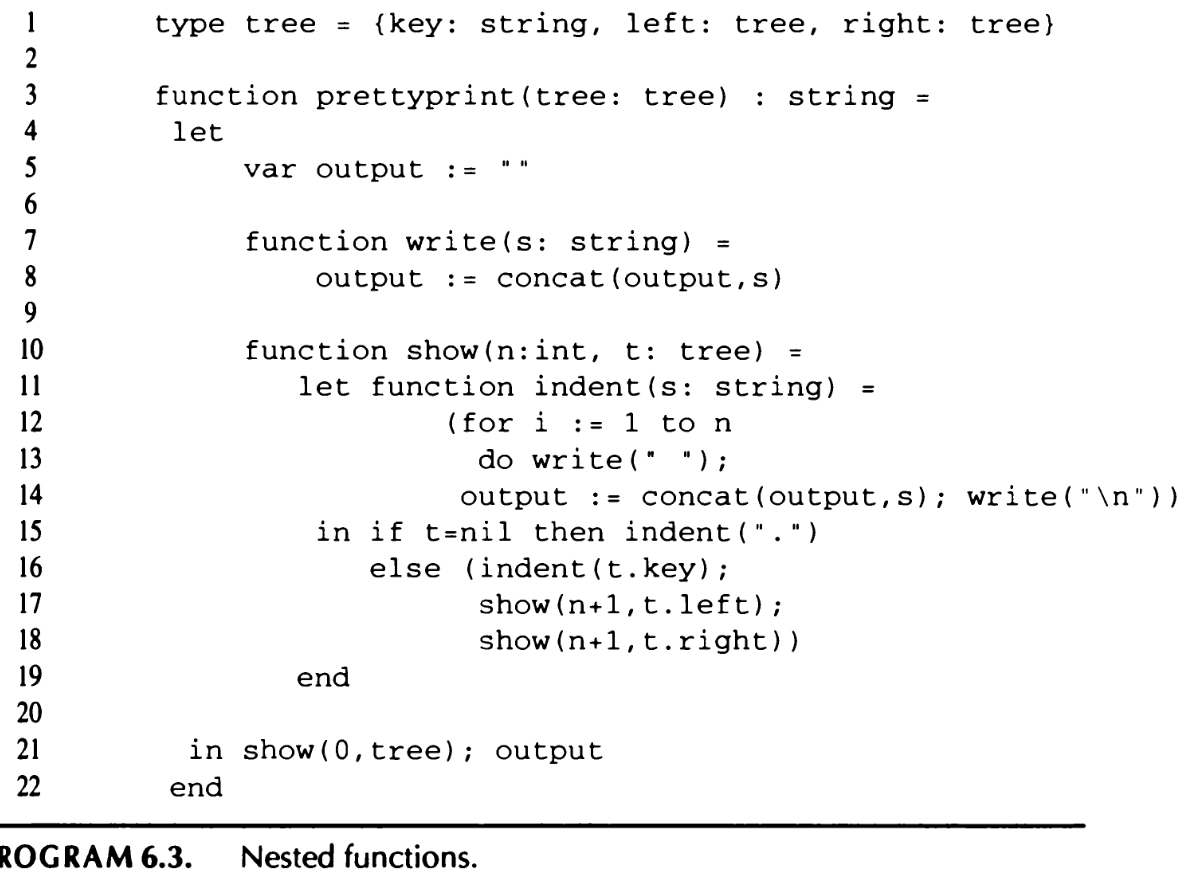 1 type tree = {key: string, left: tree, right: tree}
2
3 function prettyprint(tree: tree) : string =
4 let
5 var output := ""
6
7 function write(s: string) =
8 output := concat(output,s)
9
10 function show(n:int, t: tree) =
11 let function indent(s: string) =
12 (for i := 1 to n
13 do write(" ");
14 output := concat(output,s); write("\n"))
15 in if t=nil then indent(".")
16 else (indent(t.key);
17 show(n+1,t.left);
18 show(n+1,t.right))
19 end
20
21 in show(0,tree); output
22 end
ROGRAM 6.3. Nested functions.